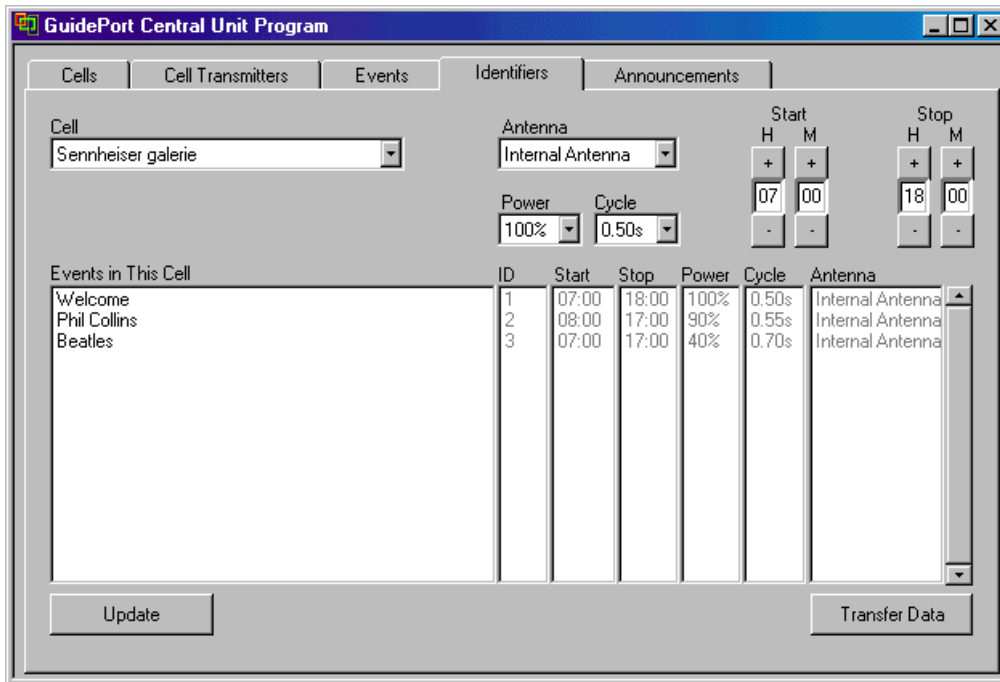 GuidePort Central Unit Program
Cells Cell Transmitters Events Identifiers Announcements
Cell Antenna Start Stop
H M H M
Sennheiser galerie Internal Antenna + + + +
07 00 18 00
Power Cycle
100% 0.50s - - - -
Events in This Cell ID Start Stop Power Cycle Antenna
Welcome 1 07:00 18:00 100% 0.50s Internal Antenna
Phil Collins 2 08:00 17:00 90% 0.55s Internal Antenna
Beatles 3 07:00 17:00 40% 0.70s Internal Antenna
Update Transfer Data